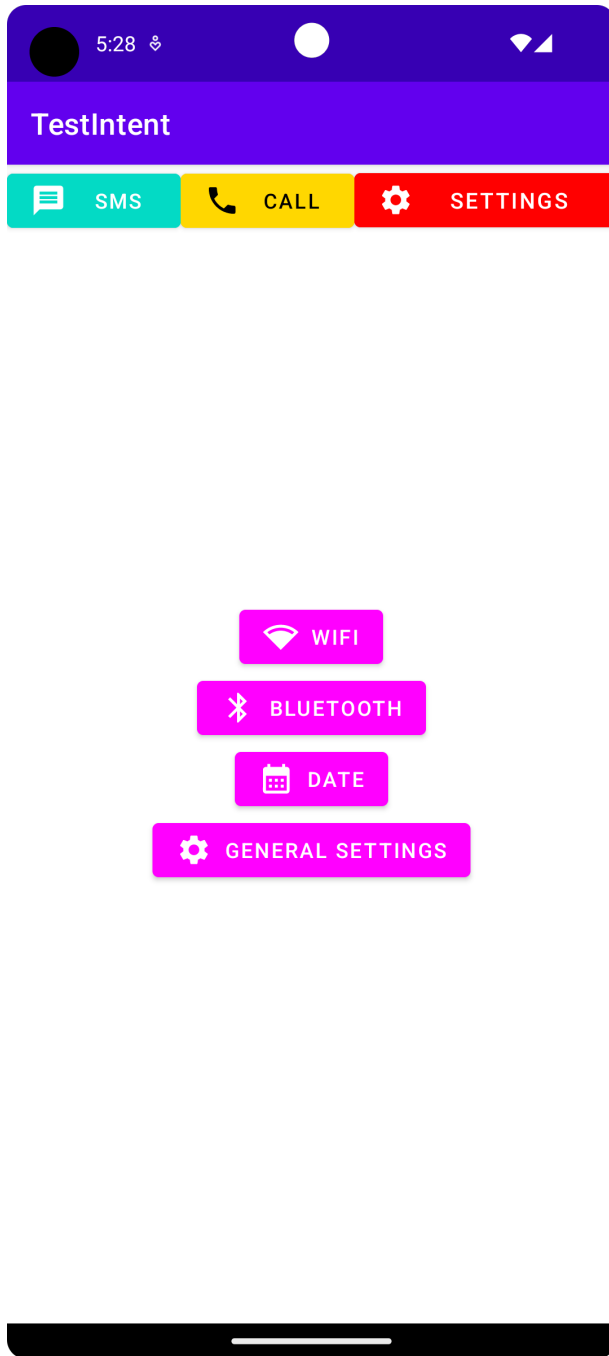 5:28
TestIntent
SMS CALL SETTINGS
WIFI
BLUETOOTH
DATE
GENERAL SETTINGS